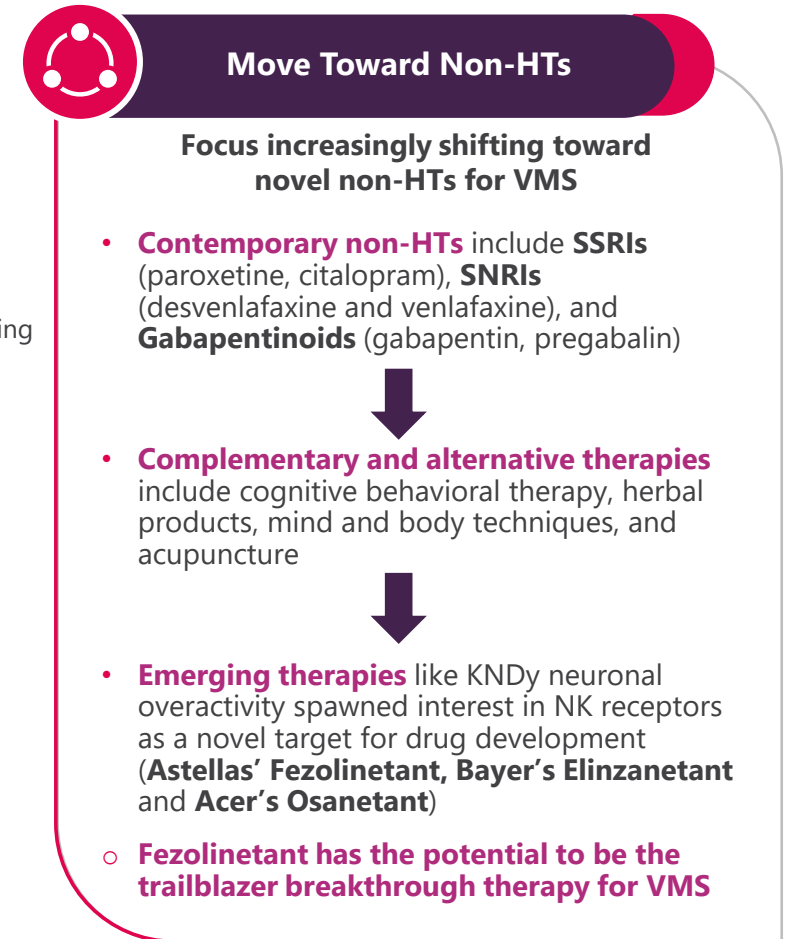 Move Toward Non-HTs
Focus increasingly shifting toward
novel non-HTs for VMS
• Contemporary non-HTs include SSRIs
(paroxetine, citalopram), SNRIs
(desvenlafaxine and venlafaxine), and
Gabapentinoids (gabapentin, pregabalin)
ing
• Complementary and alternative therapies
include cognitive behavioral therapy, herbal
products, mind and body techniques, and
acupuncture
• Emerging therapies like KNDy neuronal
overactivity spawned interest in NK receptors
as a novel target for drug development
(Astellas’ Fezolinetant, Bayer’s Elinzanetant
and Acer’s Osanetant)
○ Fezolinetant has the potential to be the
trailblazer breakthrough therapy for VMS